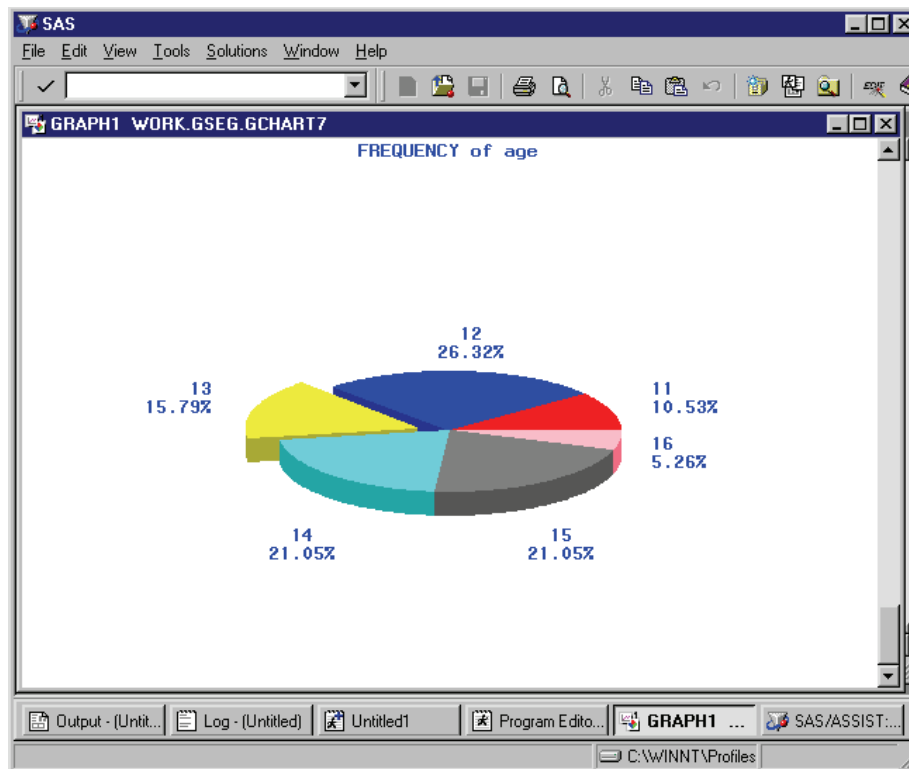 SAS
File Edit View Tools Solutions Window Help
GRAPH1 WORK.GSEG.GCHART7
FREQUENCY of age
12
26.32%
13
15.79%
11
10.53%
16
5.26%
14
21.05%
15
21.05%
Output - (Untit... Log - (Untitled) Untitled1 Program Edito... GRAPH1 ... SAS/ASSIST:...
C:\WINNT\Profiles